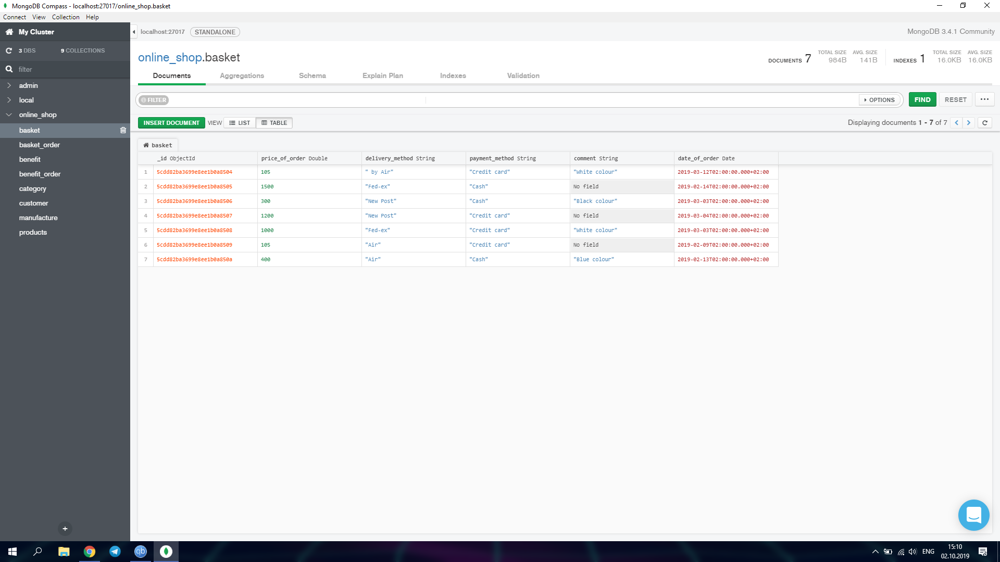 MongoDB Compass - localhost:27017/online_shop.basket
Connect View Collection Help
My Cluster
localhost:27017 STANDALONE MongoDB 3.4.1 Community
3 DBS 9 COLLECTIONS
filter
online_shop.basket
DOCUMENTS 7 TOTAL SIZE 984B AVG. SIZE 141B INDEXES 1 TOTAL SIZE 16.0KB AVG. SIZE 16.0KB
Documents Aggregations Schema Explain Plan Indexes Validation
admin
local
online_shop
basket
basket_order
benefit
benefit_order
category
customer
manufacture
products
FILTER OPTIONS FIND RESET ...
INSERT DOCUMENT VIEW LIST TABLE Displaying documents 1 - 7 of 7
basket
_id ObjectId price_of_order Double delivery_method String payment_method String comment String date_of_order Date
1 5cdd82ba3699e8ee1b0a8504 105 " by Air" "Credit card" "White colour" 2019-03-12T02:00:00.000+02:00
2 5cdd82ba3699e8ee1b0a8505 1500 "Fed-ex" "Cash" No field 2019-02-14T02:00:00.000+02:00
3 5cdd82ba3699e8ee1b0a8506 300 "New Post" "Cash" "Black colour" 2019-03-03T02:00:00.000+02:00
4 5cdd82ba3699e8ee1b0a8507 1200 "New Post" "Credit card" No field 2019-03-04T02:00:00.000+02:00
5 5cdd82ba3699e8ee1b0a8508 1000 "Fed-ex" "Credit card" "White colour" 2019-03-03T02:00:00.000+02:00
6 5cdd82ba3699e8ee1b0a8509 105 "Air" "Credit card" No field 2019-02-09T02:00:00.000+02:00
7 5cdd82ba3699e8ee1b0a850a 400 "Air" "Cash" "Blue colour" 2019-02-13T02:00:00.000+02:00
+
qb
ENG
15:10
02.10.2019